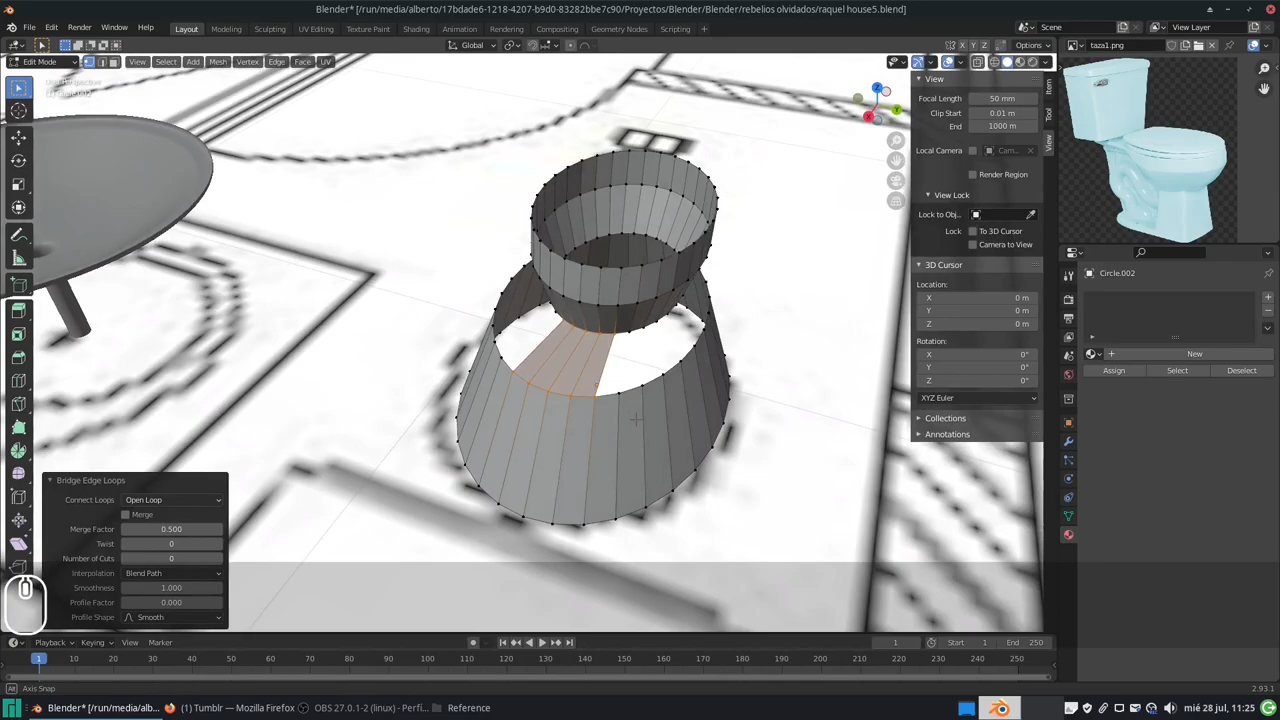 Blender* [/run/media/alberto/17bdade6-1218-4207-b9d0-83282bbe7c90/Proyectos/Blender/Blender/rebelios olvidados/raquel house5.blend]
File Edit Render Window Help Layout Modeling Sculpting UV Editing Texture Paint Shading Animation Rendering Compositing Geometry Nodes Scripting Scene View Layer
Global X Y Z Options taza1.png
Edit Mode View Select Add Mesh Vertex Edge Face UV
(1) Circle.002
View
Focal Length 50 mm
Clip Start 0.01 m
End 1000 m
Local Camera Cam...
Render Region
View Lock
Lock to Obj...
Lock To 3D Cursor
Camera to View
3D Cursor
Location:
X 0 m
Y 0 m
Z 0 m
Rotation:
X 0°
Y 0°
Z 0°
XYZ Euler
Collections
Annotations
Item
Tool
View
Z
Y
X
Circle.002
New
Assign Select Deselect
Bridge Edge Loops
Connect Loops Open Loop
Merge
Merge Factor 0.500
Twist 0
Number of Cuts 0
Interpolation Blend Path
Smoothness 1.000
Profile Factor 0.000
Profile Shape Smooth
Playback Keying View Marker 1 Start 1 End 250
1 10 20 30 40 50 60 70 80 90 100 110 120 130 140 150 160 170 180 190 200 210 220 230 240 250
Alt Axis Snap 2.93.1
Blender* [/run/media/alb... (1) Tumblr — Mozilla Firefox OBS 27.0.1-2 (linux) - Perfi... Reference mié 28 jul, 11:25